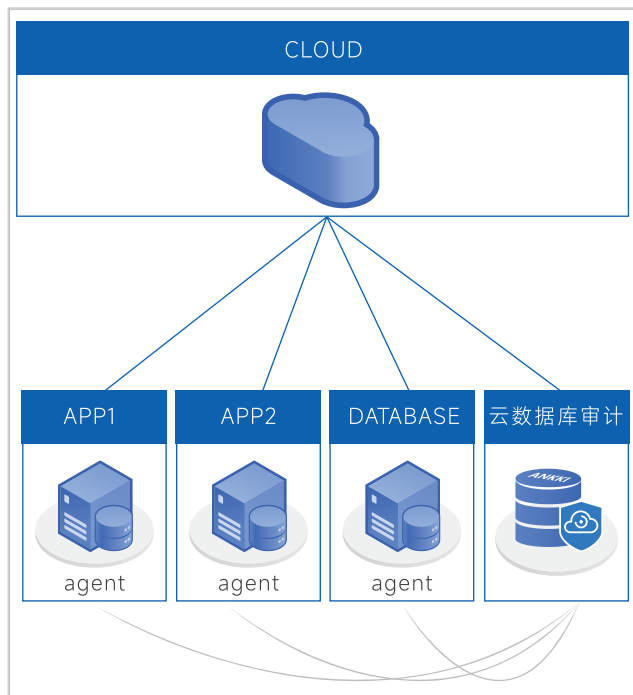 CLOUD
APP1
APP2
DATABASE
云数据库审计
ANKKI
agent
agent
agent